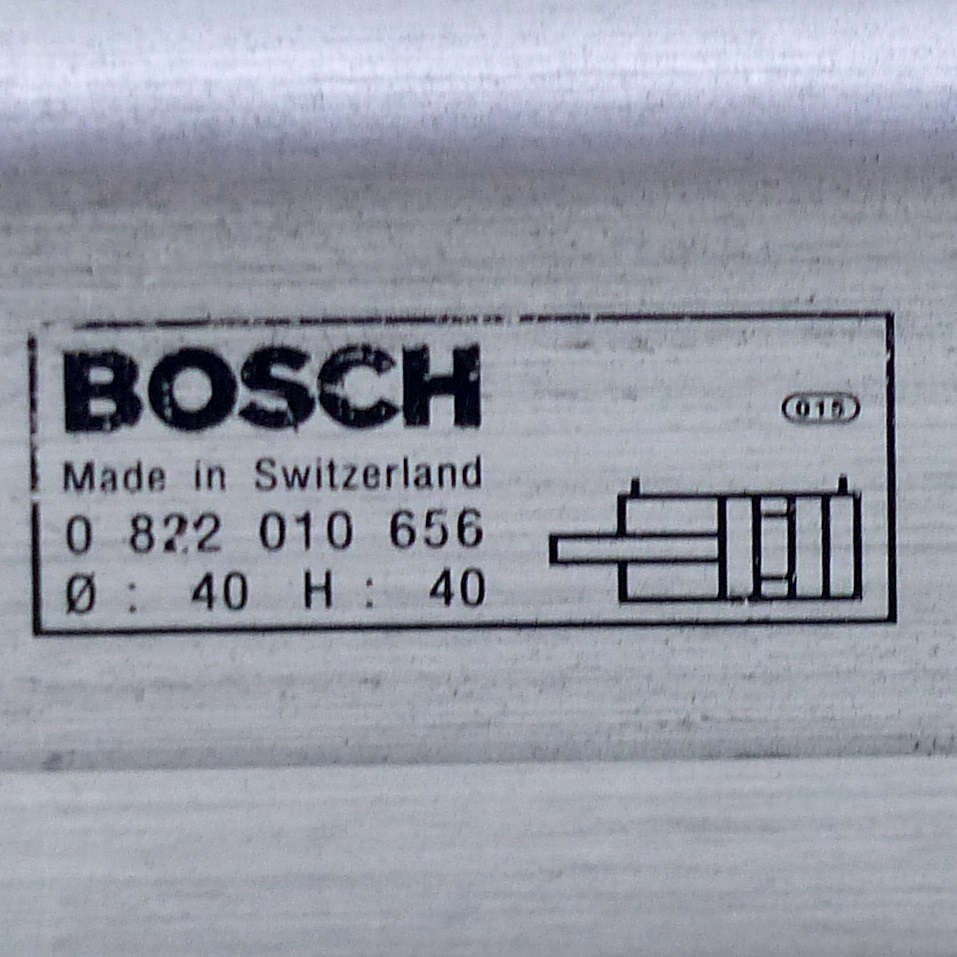 BOSCH
015
Made in Switzerland
0 822 010 656
Ø : 40 H : 40